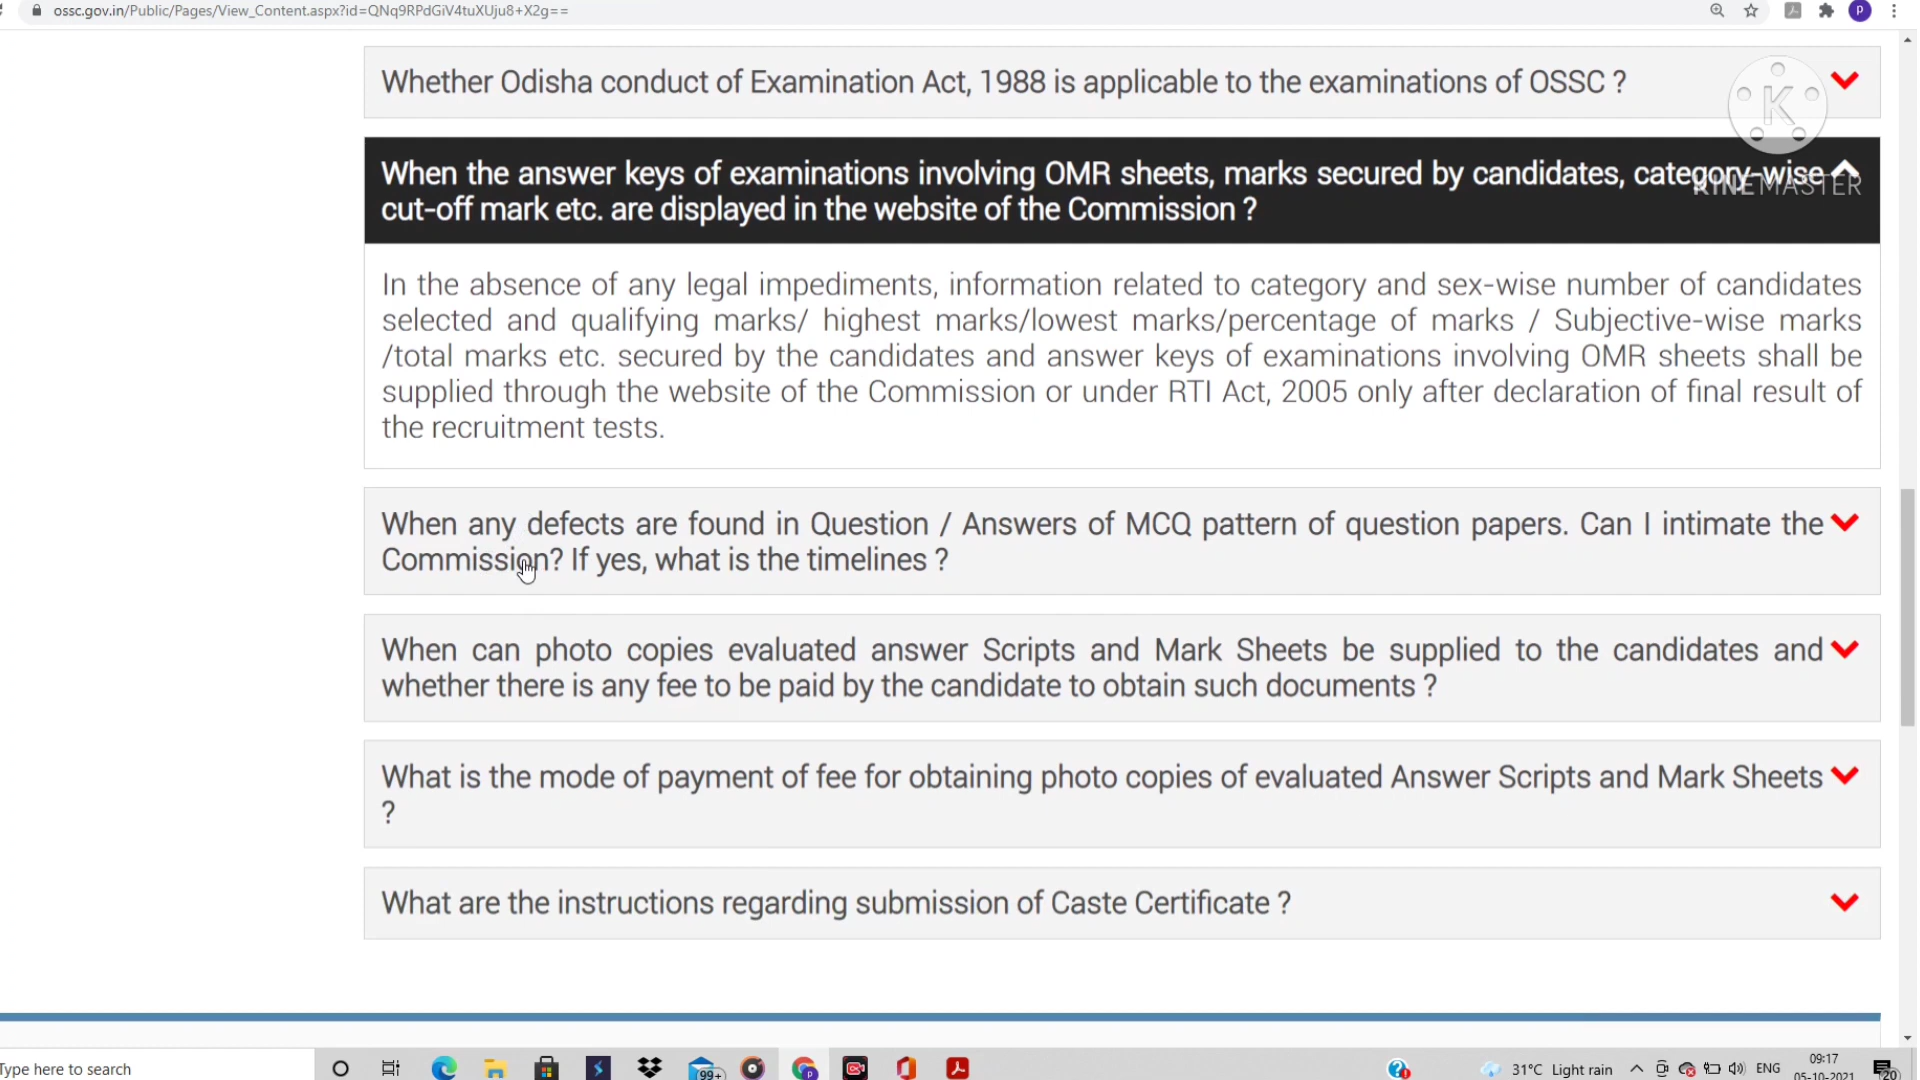 ossc.gov.in/Public/Pages/View_Content.aspx?id=QNq9RPdGiV4tuXUju8+X2g==
P
Whether Odisha conduct of Examination Act, 1988 is applicable to the examinations of OSSC ?
K
When the answer keys of examinations involving OMR sheets, marks secured by candidates, category-wise
KINEMASTER
cut-off mark etc. are displayed in the website of the Commission ?
In the absence of any legal impediments, information related to category and sex-wise number of candidates
selected and qualifying marks/ highest marks/lowest marks/percentage of marks / Subjective-wise marks
/total marks etc. secured by the candidates and answer keys of examinations involving OMR sheets shall be
supplied through the website of the Commission or under RTI Act, 2005 only after declaration of final result of
the recruitment tests.
When any defects are found in Question / Answers of MCQ pattern of question papers. Can I intimate the
Commission? If yes, what is the timelines ?
When can photo copies evaluated answer Scripts and Mark Sheets be supplied to the candidates and
whether there is any fee to be paid by the candidate to obtain such documents ?
What is the mode of payment of fee for obtaining photo copies of evaluated Answer Scripts and Mark Sheets
?
What are the instructions regarding submission of Caste Certificate ?
Type here to search
99+
31°C Light rain
ENG
09:17
05-10-2021
20